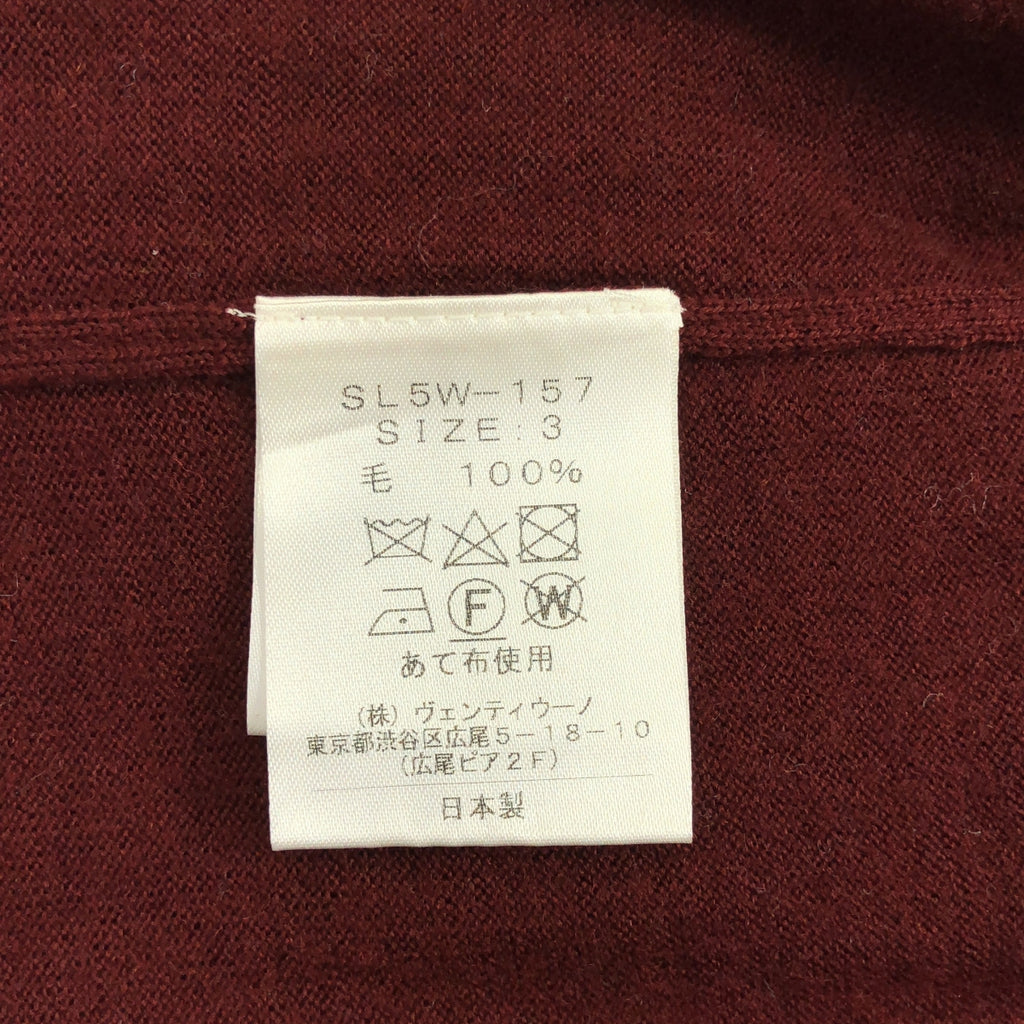 SL5W−157
SIZE:3
毛 100%
F W
あて布使用
(株)ヴェンティウーノ
東京都渋谷区広尾5−18−10
(広尾ピア2F)
日本製